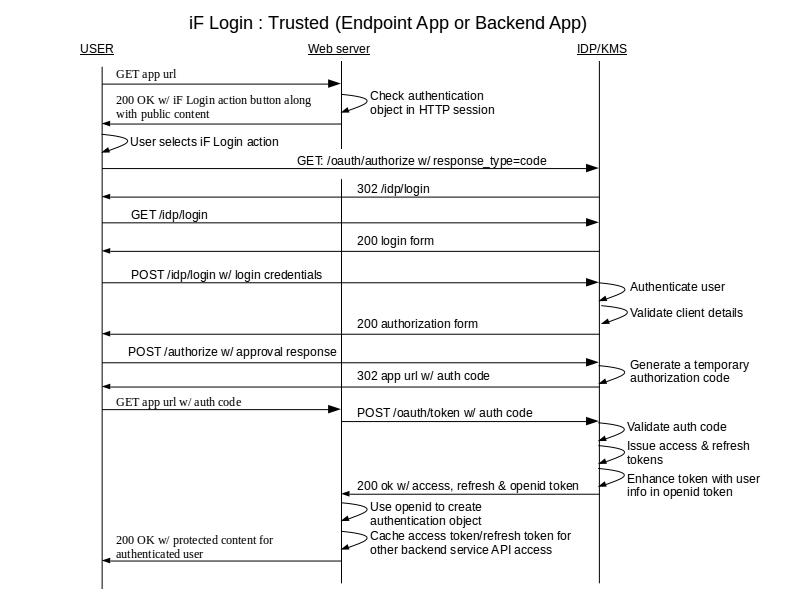 iF Login : Trusted (Endpoint App or Backend App)
USER
Web server
IDP/KMS
GET app url
Check authentication
object in HTTP session
200 OK w/ iF Login action button along
with public content
User selects iF Login action
GET: /oauth/authorize w/ response_type=code
302 /idp/login
GET /idp/login
200 login form
POST /idp/login w/ login credentials
Authenticate user
Validate client details
200 authorization form
POST /authorize w/ approval response
Generate a temporary
authorization code
302 app url w/ auth code
GET app url w/ auth code
POST /oauth/token w/ auth code
Validate auth code
Issue access & refresh
tokens
Enhance token with user
info in openid token
200 ok w/ access, refresh & openid token
Use openid to create
authentication object
Cache access token/refresh token for
other backend service API access
200 OK w/ protected content for
authenticated user